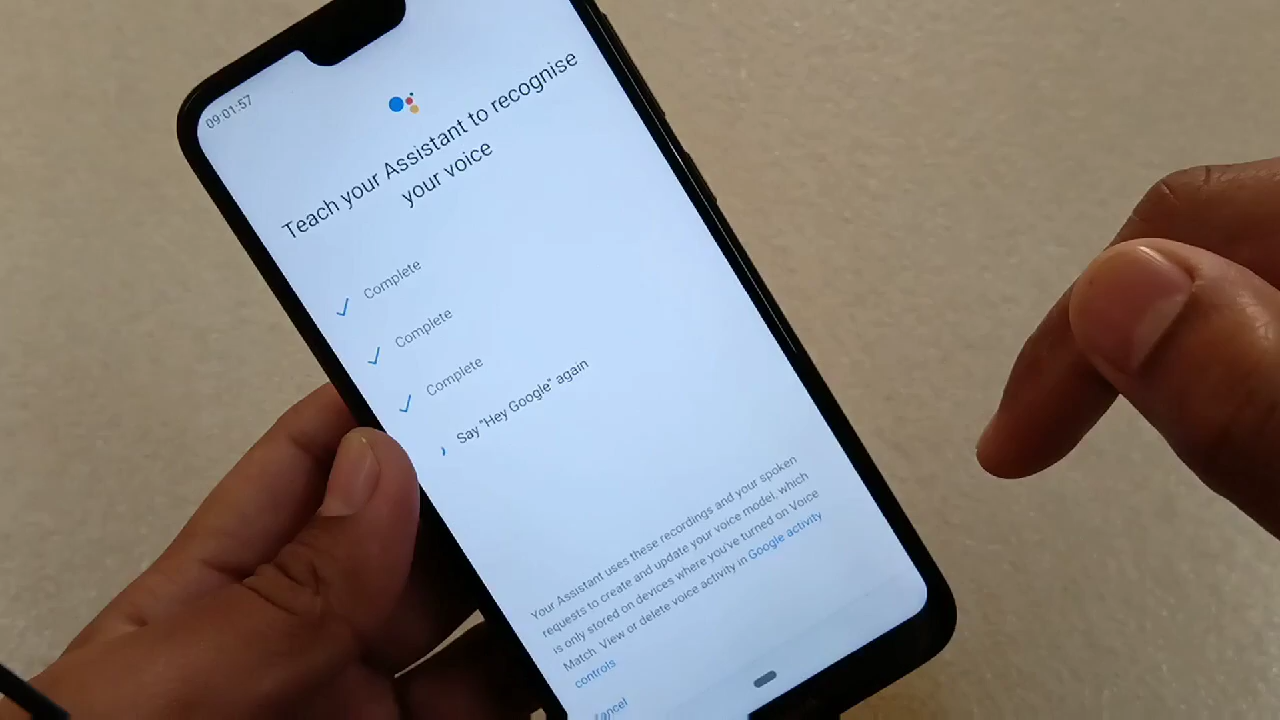 09:01:57
Teach your Assistant to recognise
your voice
Complete
Complete
Complete
Say "Hey Google" again
Your Assistant uses these recordings and your spoken
requests to create and update your voice model, which
is only stored on devices where you've turned on Voice
Match. View or delete voice activity in Google activity
controls
Cancel